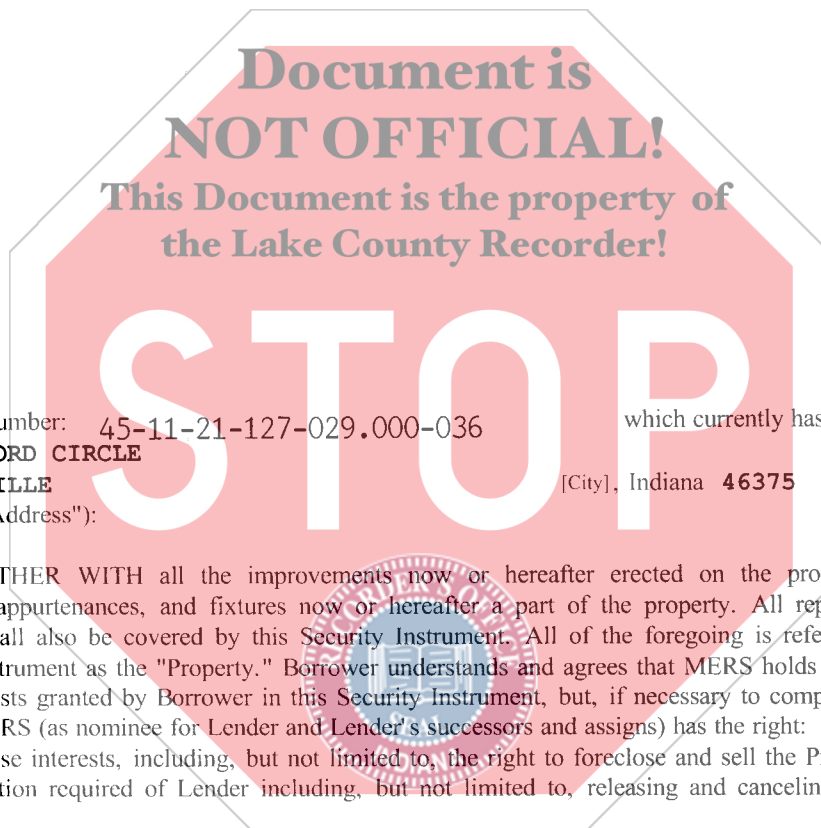 Document is
NOT OFFICIAL!
This Document is the property of
the Lake County Recorder!
STOP
umber: 45-11-21-127-029.000-036 which currently has
ORD CIRCLE
ILLE [City], Indiana 46375
Address"):
THER WITH all the improvements now or hereafter erected on the pro
appurtenances, and fixtures now or hereafter a part of the property. All rep
all also be covered by this Security Instrument. All of the foregoing is refe
trument as the "Property." Borrower understands and agrees that MERS holds
sts granted by Borrower in this Security Instrument, but, if necessary to comp
RS (as nominee for Lender and Lender's successors and assigns) has the right:
se interests, including, but not limited to, the right to foreclose and sell the P
tion required of Lender including, but not limited to, releasing and cancelin
RECORDER'S OFFICE
SEAL
INDIANA